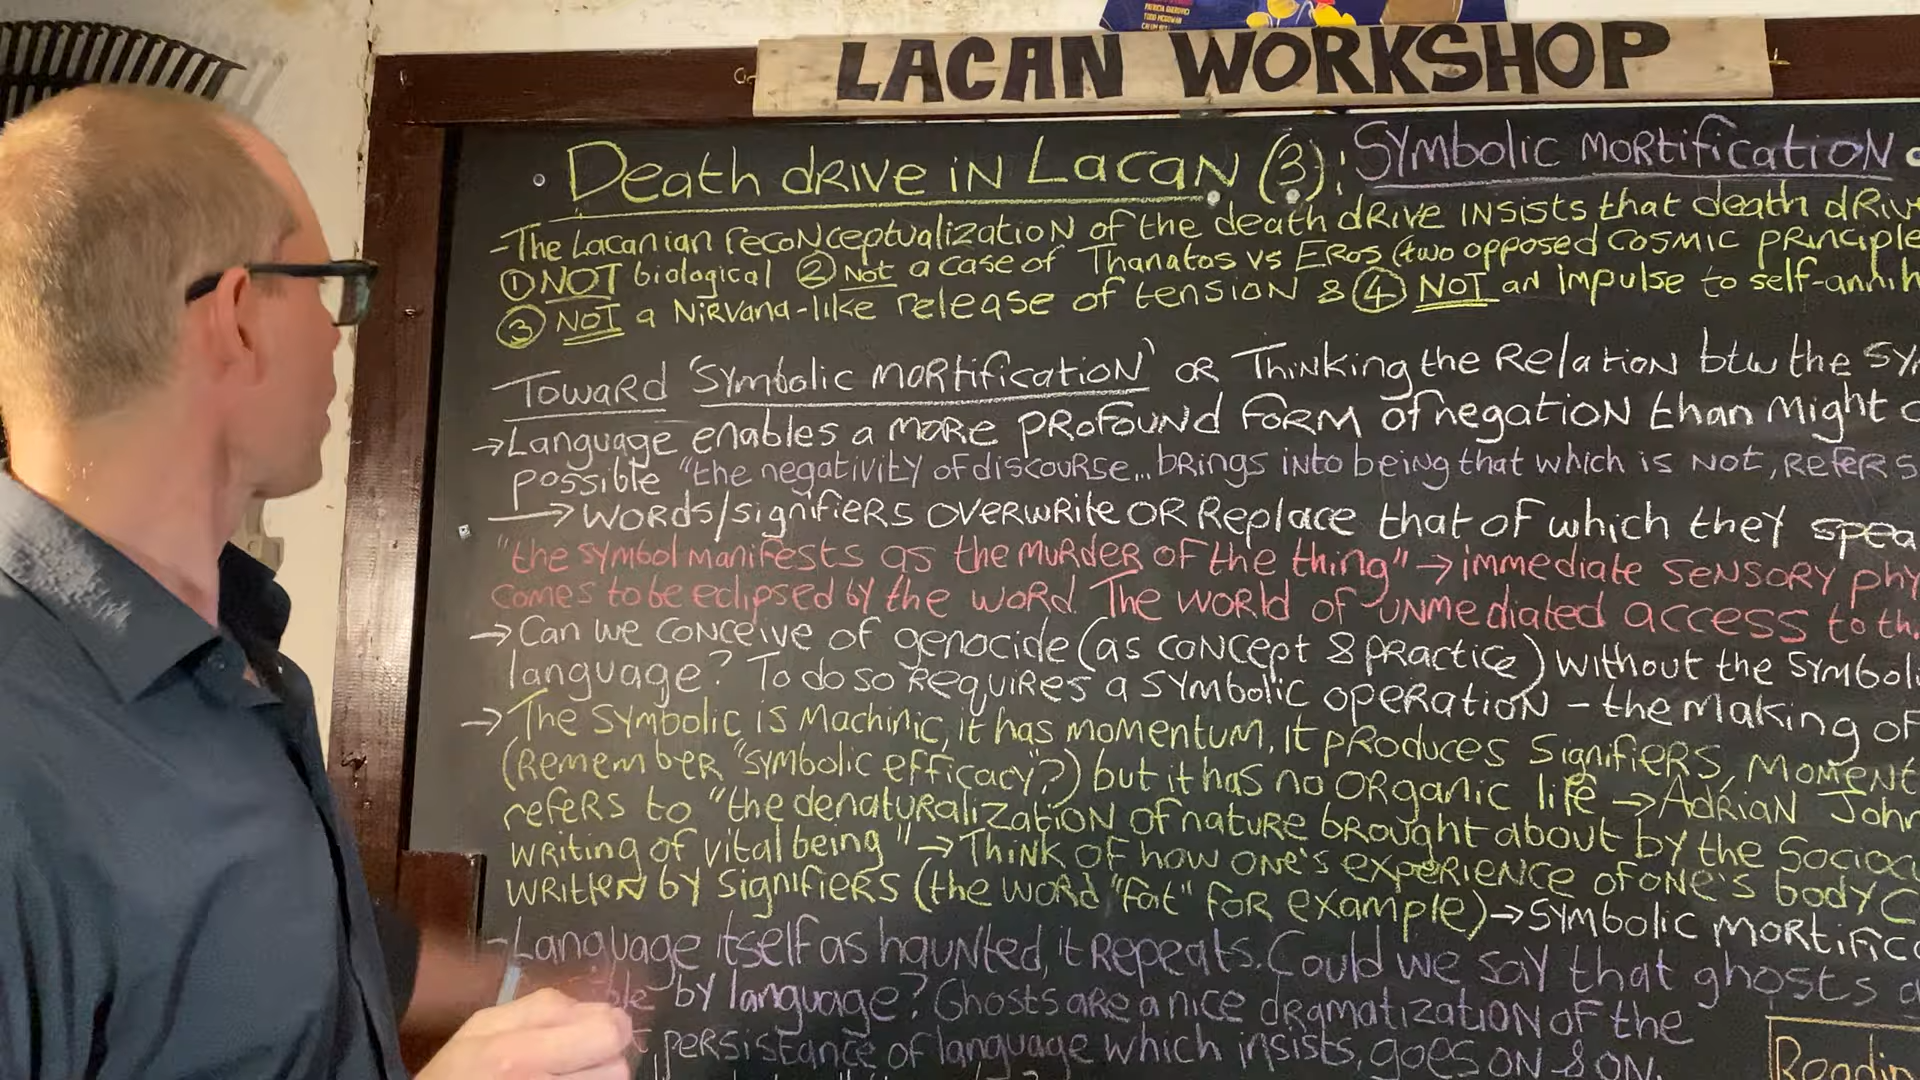 PATRICIA GHEROVICI
TODD MCGOWAN
LACAN WORKSHOP
• Death drive in Lacan (3): Symbolic mortification
- The Lacanian reconceptualization of the death drive insists that death driv
① NOT biological ② Not a case of Thanatos vs Eros (two opposed cosmic principle
③ NOT a Nirvana-like release of tension & ④ NOT an impulse to self-annih
Toward 'Symbolic mortification' or Thinking the Relation btw the Sy
→ Language enables a more profound form of negation than might
possible "the negativity of discourse... brings into being that which is not, refers
→ words/signifiers overwrite or replace that of which they spea
"the symbol manifests as the murder of the thing" → immediate sensory phy
comes to be eclipsed by the word. The world of unmediated access to th
→ Can we conceive of genocide (as concept & practice) without the symboli
language? To do so requires a symbolic operation - the making of
→ The symbolic is machinic, it has momentum, it produces signifiers, moment
(Remember "symbolic efficacy"?) but it has no organic life → Adrian John
refers to "the denaturalization of nature brought about by the sociocu
writing of vital being" → Think of how one's experience of one's body c
written by signifiers (the word "fat" for example) → symbolic mortific
- Language itself as haunted, it repeats. Could we say that ghosts a
ble by language? Ghosts are a nice dramatization of the
persistance of language which insists, goes on & on.
Readin